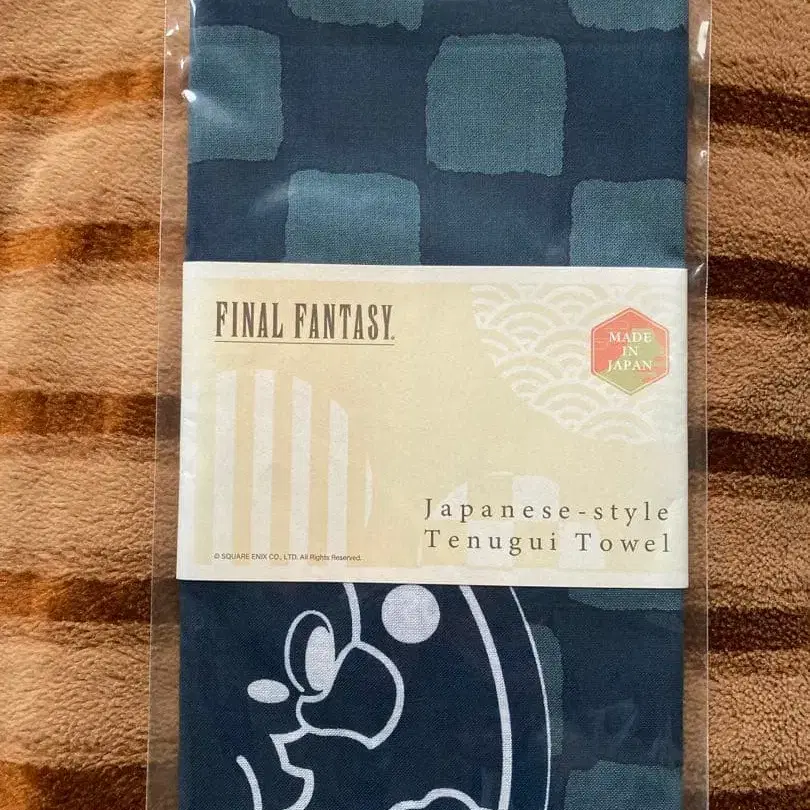 FINAL FANTASY®
MADE
IN
JAPAN
Japanese-style
Tenugui Towel
© SQUARE ENIX CO., LTD. All Rights Reserved.